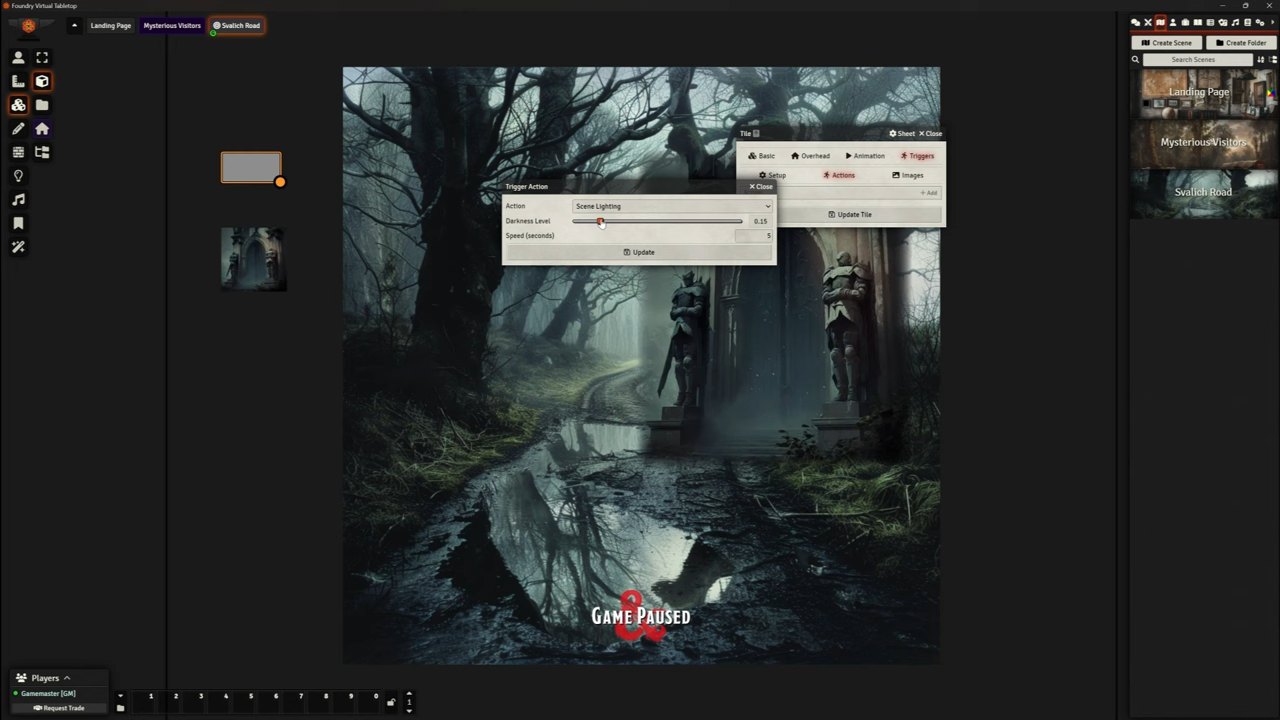 Foundry Virtual Tabletop
Landing Page
Mysterious Visitors
Svalich Road
Create Scene
Create Folder
Search Scenes
Landing Page
Mysterious Visitors
Svalich Road
Tile
Sheet
Close
Basic
Overhead
Animation
Triggers
Setup
Actions
Images
+ Add
Update Tile
Trigger Action
Close
Action
Scene Lighting
Darkness Level
0.15
Speed (seconds)
5
Update
GAME PAUSED
Players
Gamemaster [GM]
Request Trade
1 2 3 4 5 6 7 8 9 0
1